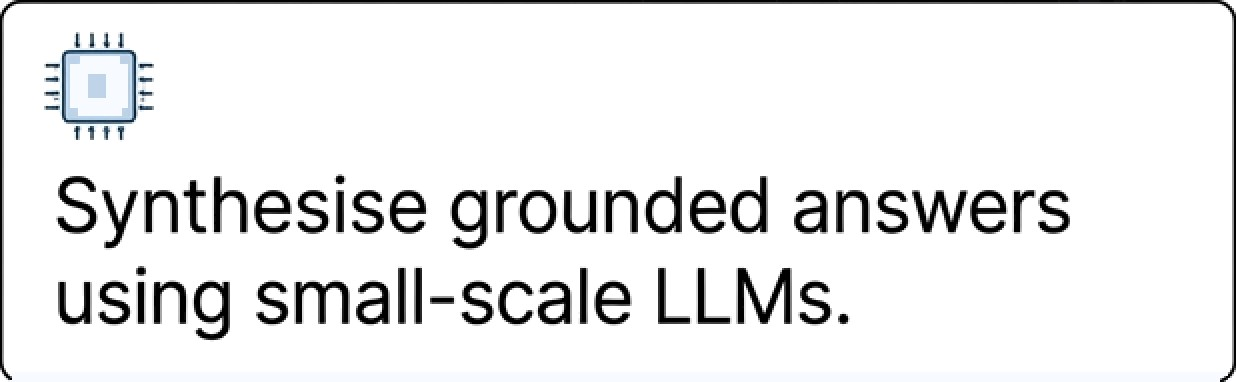 Synthesise grounded answers
using small-scale LLMs.